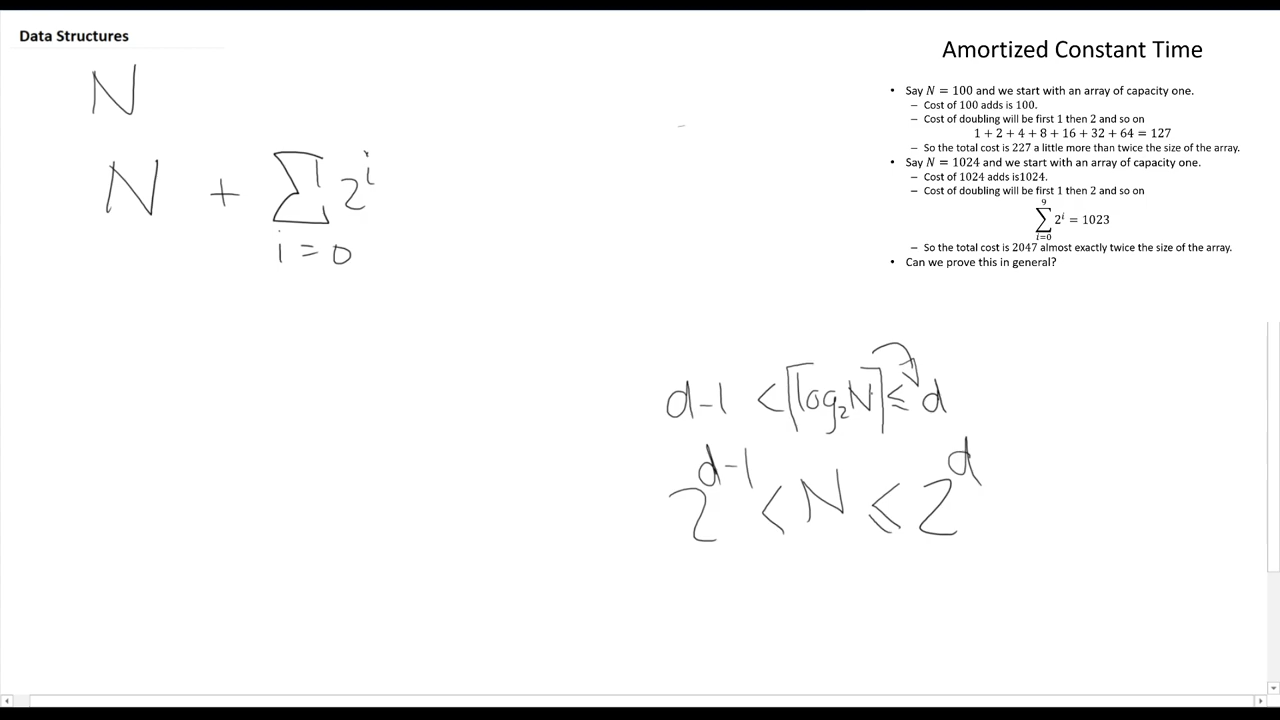 Data Structures
N
N + ∑ 2^i
i = 0
Amortized Constant Time
• Say N = 100 and we start with an array of capacity one.
– Cost of 100 adds is 100.
– Cost of doubling will be first 1 then 2 and so on
1 + 2 + 4 + 8 + 16 + 32 + 64 = 127
– So the total cost is 227 a little more than twice the size of the array.
• Say N = 1024 and we start with an array of capacity one.
– Cost of 1024 adds is1024.
– Cost of doubling will be first 1 then 2 and so on
9
∑ 2^i = 1023
i=0
– So the total cost is 2047 almost exactly twice the size of the array.
• Can we prove this in general?
d-1 < ⌈log₂N⌉ ≤ d
2^(d-1) < N ≤ 2^d